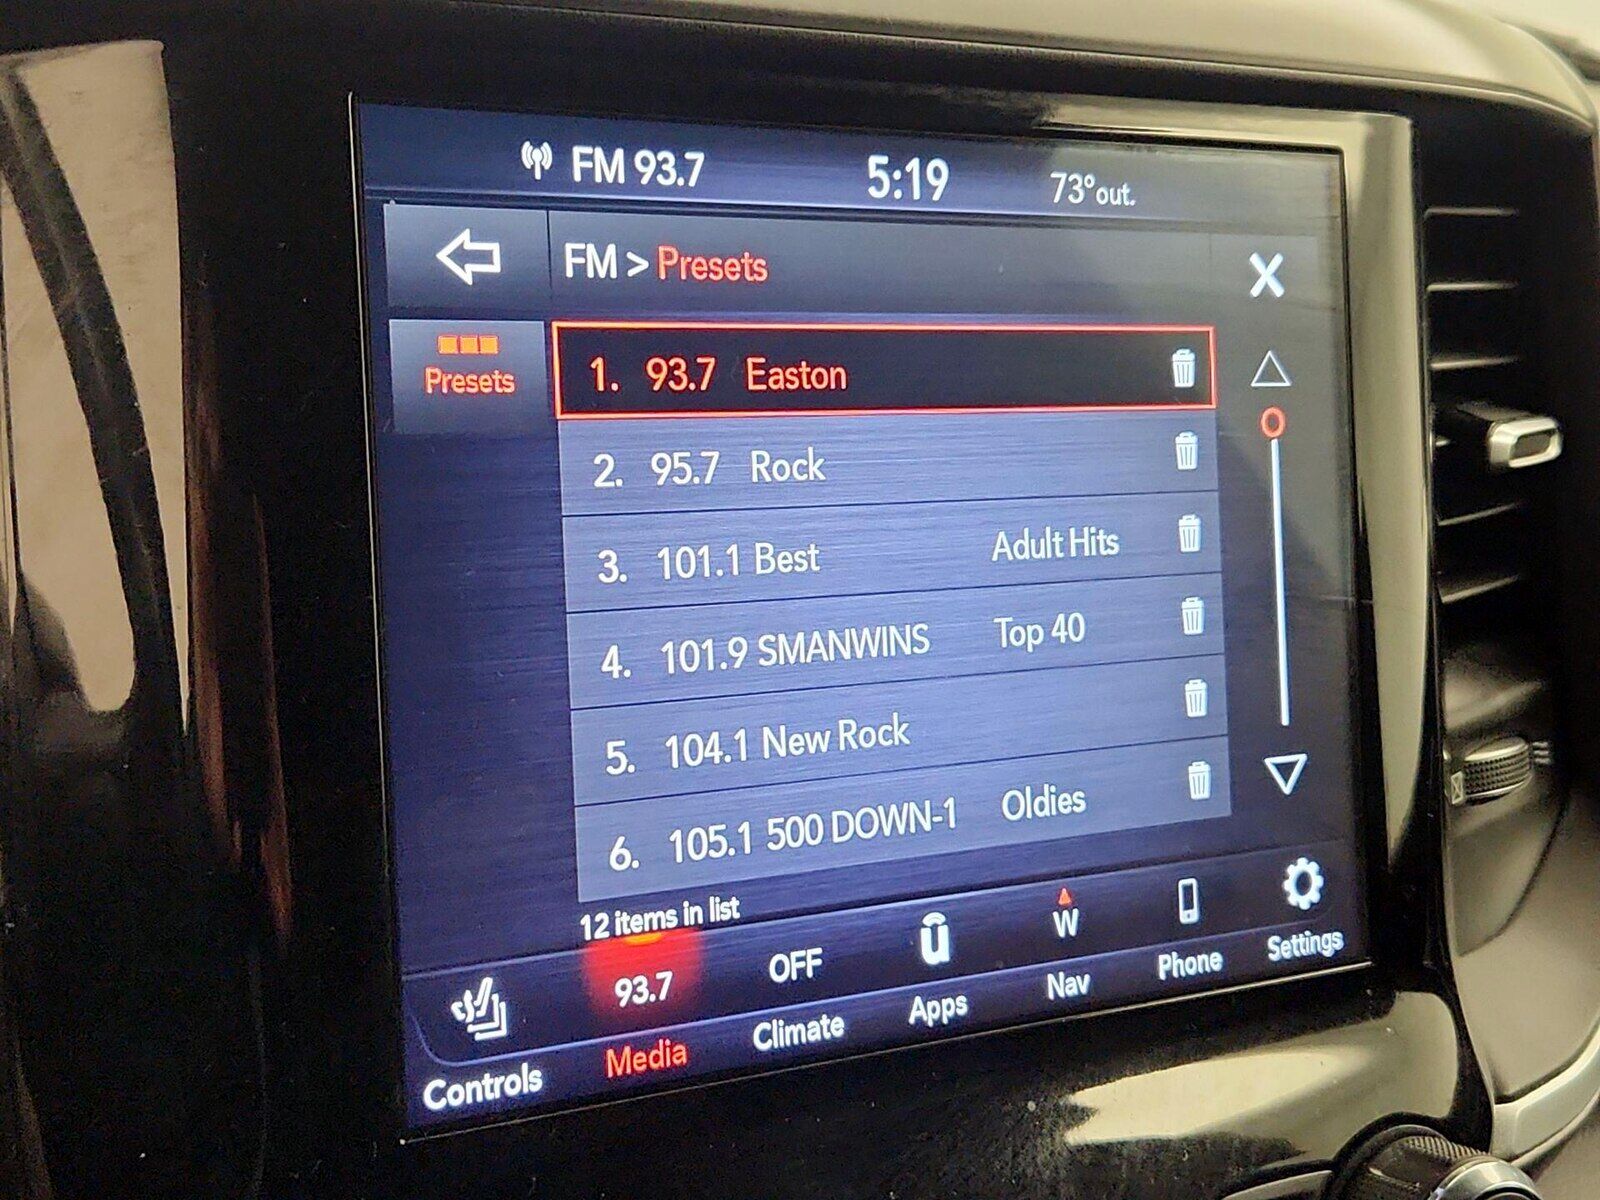 FM 93.7 5:19 73° out.
FM > Presets X
Presets
1. 93.7 Easton
2. 95.7 Rock
3. 101.1 Best Adult Hits
4. 101.9 SMANWINS Top 40
5. 104.1 New Rock
6. 105.1 500 DOWN-1 Oldies
12 items in list
93.7 OFF u W
Controls Media Climate Apps Nav Phone Settings